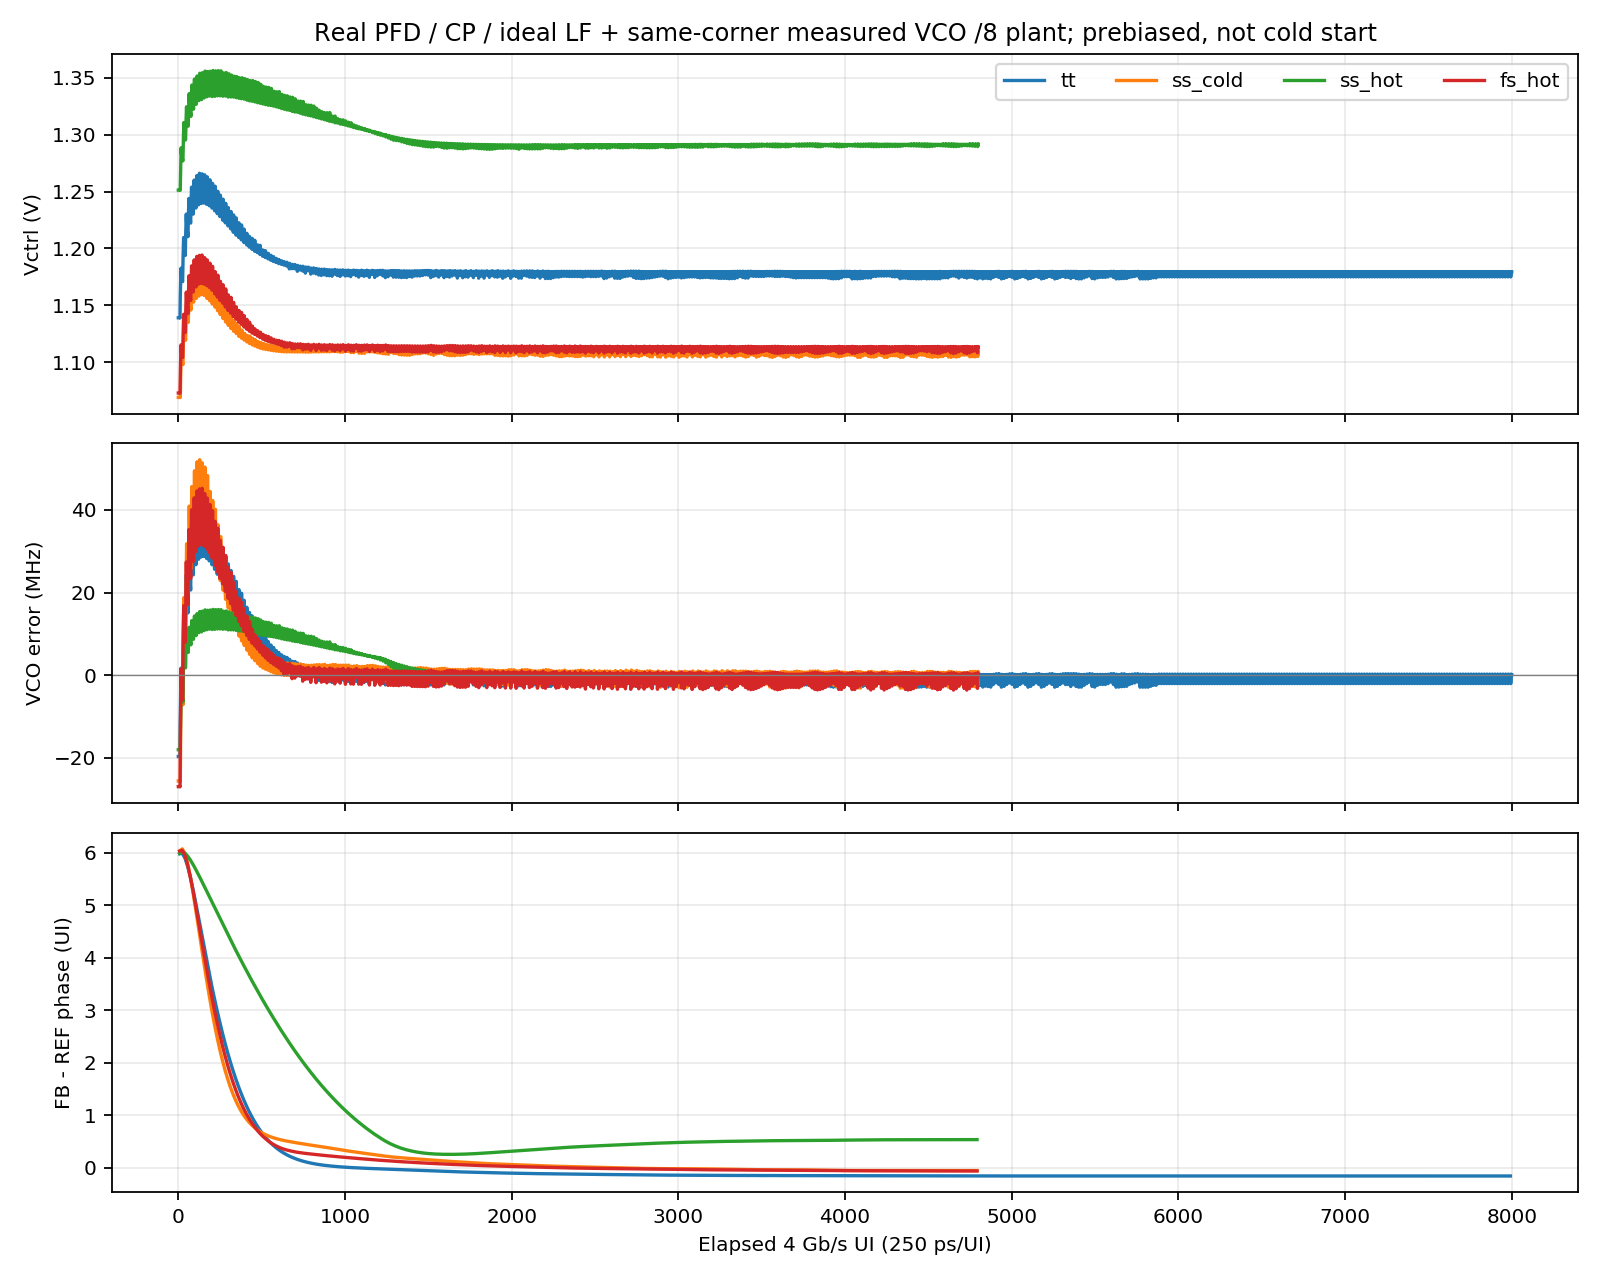 Real PFD / CP / ideal LF + same-corner measured VCO /8 plant; prebiased, not cold start
tt ss_cold ss_hot fs_hot
Vctrl (V)
1.35
1.30
1.25
1.20
1.15
1.10
VCO error (MHz)
40
20
0
−20
FB - REF phase (UI)
6
5
4
3
2
1
0
0 1000 2000 3000 4000 5000 6000 7000 8000
Elapsed 4 Gb/s UI (250 ps/UI)